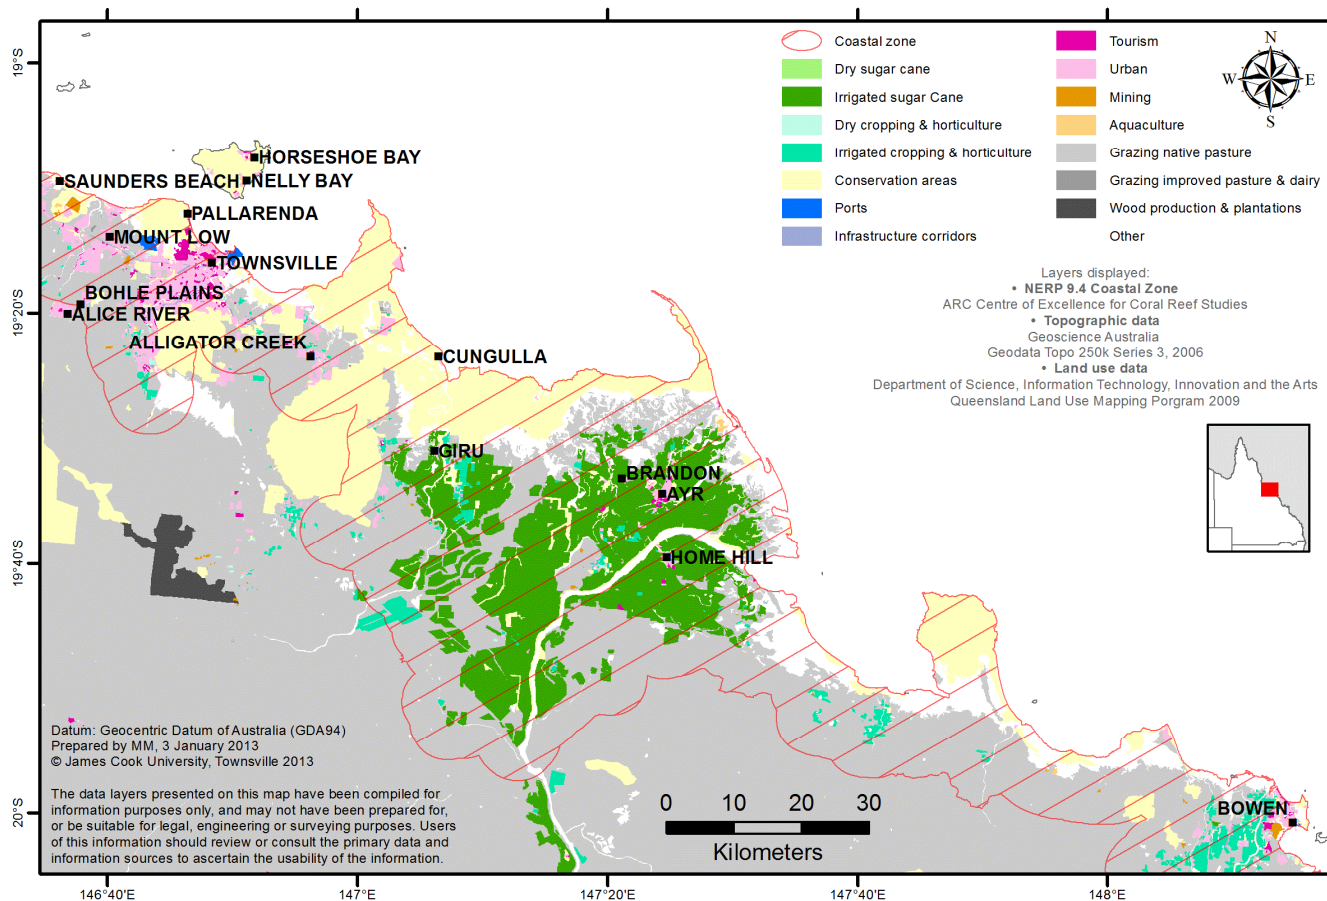 19°S
19°20'S
19°40'S
20°S
146°40'E
147°E
147°20'E
147°40'E
148°E
HORSESHOE BAY
SAUNDERS BEACH
NELLY BAY
PALLARENDA
MOUNT LOW
TOWNSVILLE
BOHLE PLAINS
ALICE RIVER
ALLIGATOR CREEK
CUNGULLA
GIRU
BRANDON
AYR
HOME HILL
BOWEN
Coastal zone
Dry sugar cane
Irrigated sugar Cane
Dry cropping & horticulture
Irrigated cropping & horticulture
Conservation areas
Ports
Infrastructure corridors
Tourism
Urban
Mining
Aquaculture
Grazing native pasture
Grazing improved pasture & dairy
Wood production & plantations
Other
N
W E
S
Layers displayed:
• NERP 9.4 Coastal Zone
ARC Centre of Excellence for Coral Reef Studies
• Topographic data
Geoscience Australia
Geodata Topo 250k Series 3, 2006
• Land use data
Department of Science, Information Technology, Innovation and the Arts
Queensland Land Use Mapping Porgram 2009
Datum: Geocentric Datum of Australia (GDA94)
Prepared by MM, 3 January 2013
© James Cook University, Townsville 2013
The data layers presented on this map have been compiled for
information purposes only, and may not have been prepared for,
or be suitable for legal, engineering or surveying purposes. Users
of this information should review or consult the primary data and
information sources to ascertain the usability of the information.
0 10 20 30
Kilometers